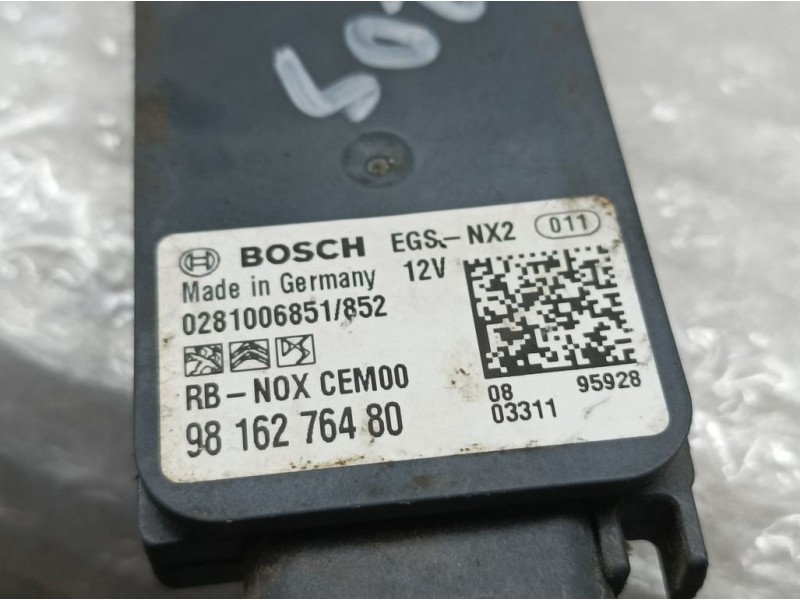 BOSCH EGS-NX2 011
Made in Germany 12V
0281006851/852
RB-NOX CEM00
98 162 764 80
08 95928
03311